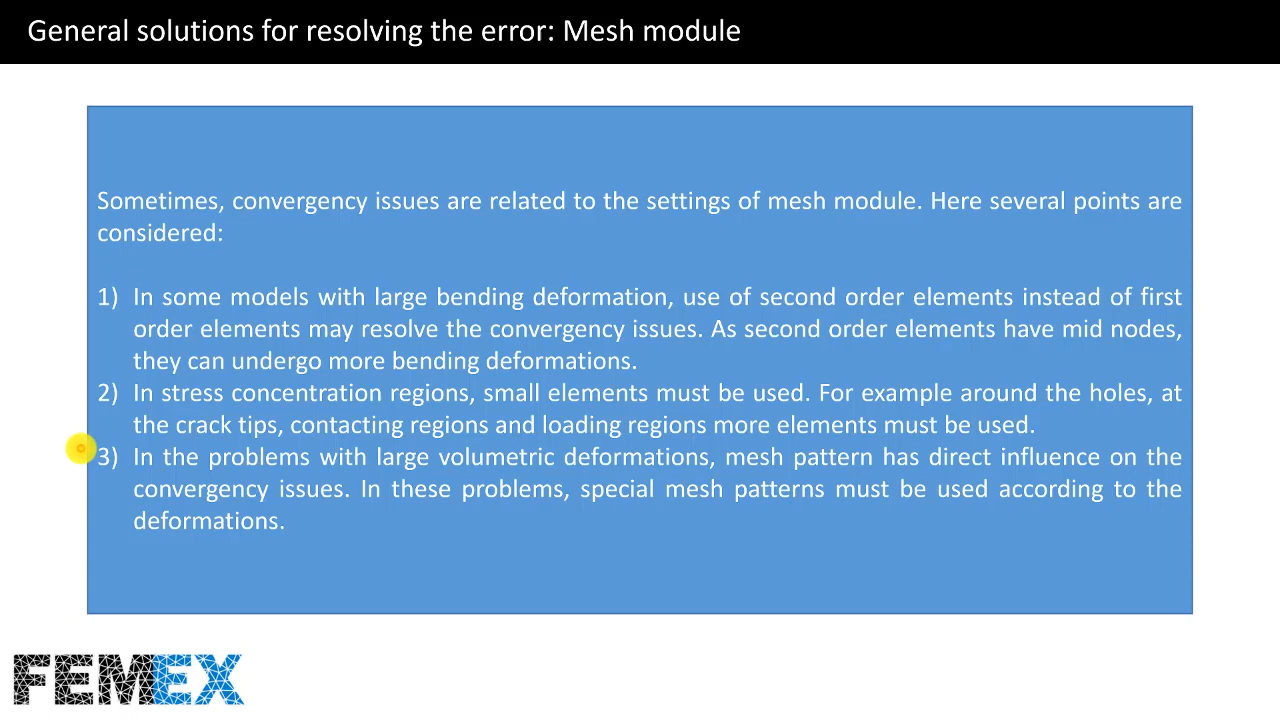 General solutions for resolving the error: Mesh module
Sometimes, convergency issues are related to the settings of mesh module. Here several points are
considered:
1) In some models with large bending deformation, use of second order elements instead of first
order elements may resolve the convergency issues. As second order elements have mid nodes,
they can undergo more bending deformations.
2) In stress concentration regions, small elements must be used. For example around the holes, at
the crack tips, contacting regions and loading regions more elements must be used.
3) In the problems with large volumetric deformations, mesh pattern has direct influence on the
convergency issues. In these problems, special mesh patterns must be used according to the
deformations.
FEMEX